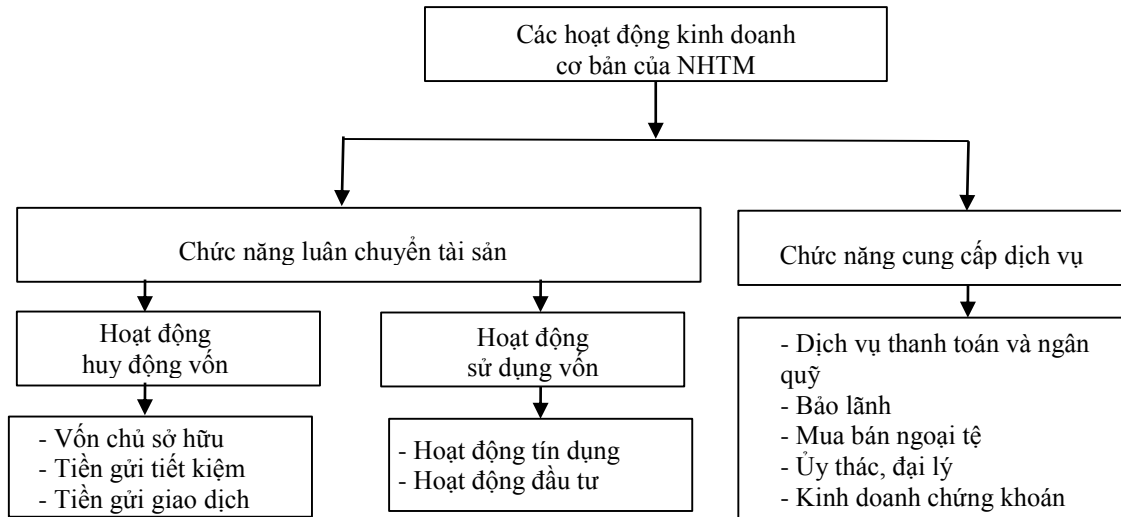 Các hoạt động kinh doanh
cơ bản của NHTM
Chức năng luân chuyển tài sản
Chức năng cung cấp dịch vụ
Hoạt động
huy động vốn
Hoạt động
sử dụng vốn
- Vốn chủ sở hữu
- Tiền gửi tiết kiệm
- Tiền gửi giao dịch
- Hoạt động tín dụng
- Hoạt động đầu tư
- Dịch vụ thanh toán và ngân
quỹ
- Bảo lãnh
- Mua bán ngoại tệ
- Ủy thác, đại lý
- Kinh doanh chứng khoán